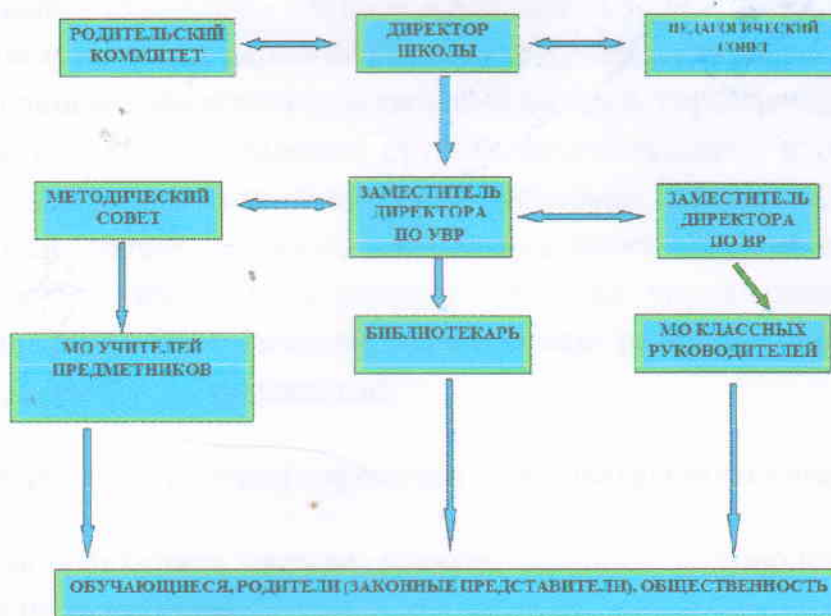 РОДИТЕЛЬСКИЙ
КОММИТЕТ
ДИРЕКТОР
ШКОЛЫ
ПЕДАГОГИЧЕСКИЙ
СОВЕТ
МЕТОДИЧЕСКИЙ
СОВЕТ
ЗАМЕСТИТЕЛЬ
ДИРЕКТОРА
ПО УВР
ЗАМЕСТИТЕЛЬ
ДИРЕКТОРА
ПО ВР
МО УЧИТЕЛЕЙ
ПРЕДМЕТНИКОВ
БИБЛИОТЕКАРЬ
МО КЛАССНЫХ
РУКОВОДИТЕЛЕЙ
ОБУЧАЮЩИЕСЯ, РОДИТЕЛИ (ЗАКОННЫЕ ПРЕДСТАВИТЕЛИ), ОБЩЕСТВЕННОСТЬ